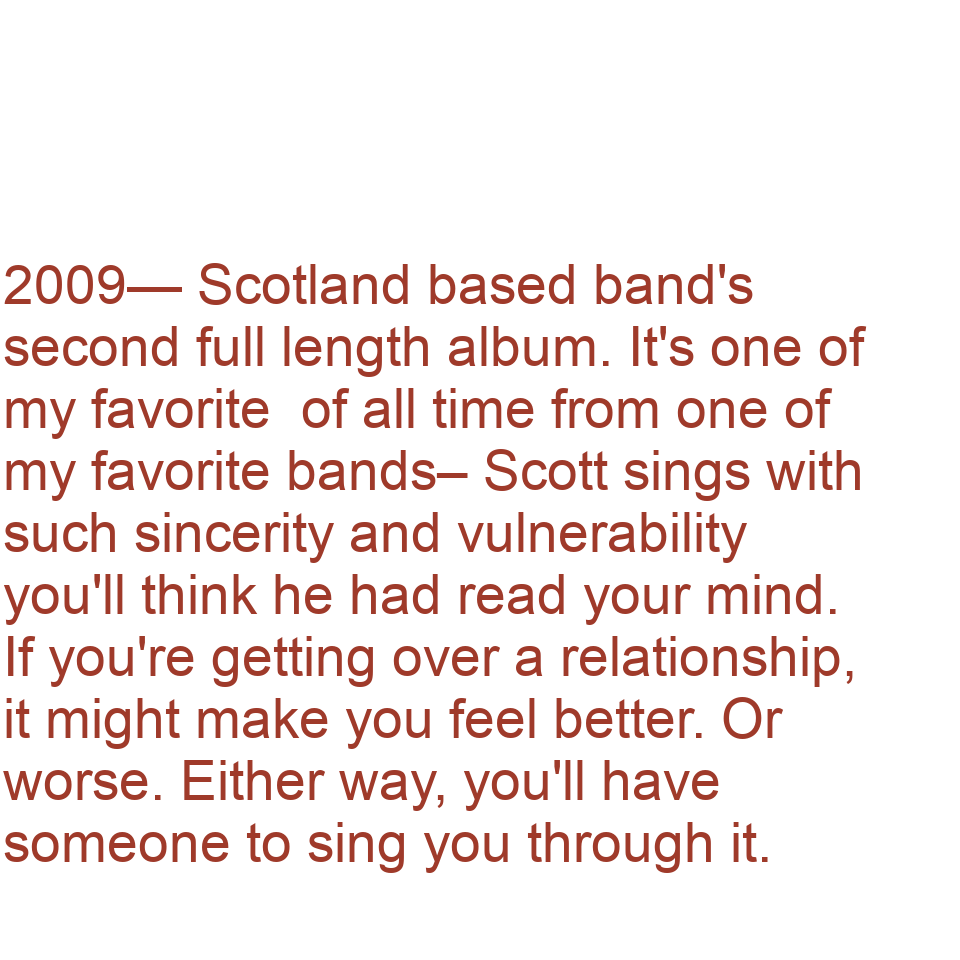 2009— Scotland based band's
second full length album. It's one of
my favorite  of all time from one of
my favorite bands– Scott sings with
such sincerity and vulnerability
you'll think he had read your mind.
If you're getting over a relationship,
it might make you feel better. Or
worse. Either way, you'll have
someone to sing you through it.